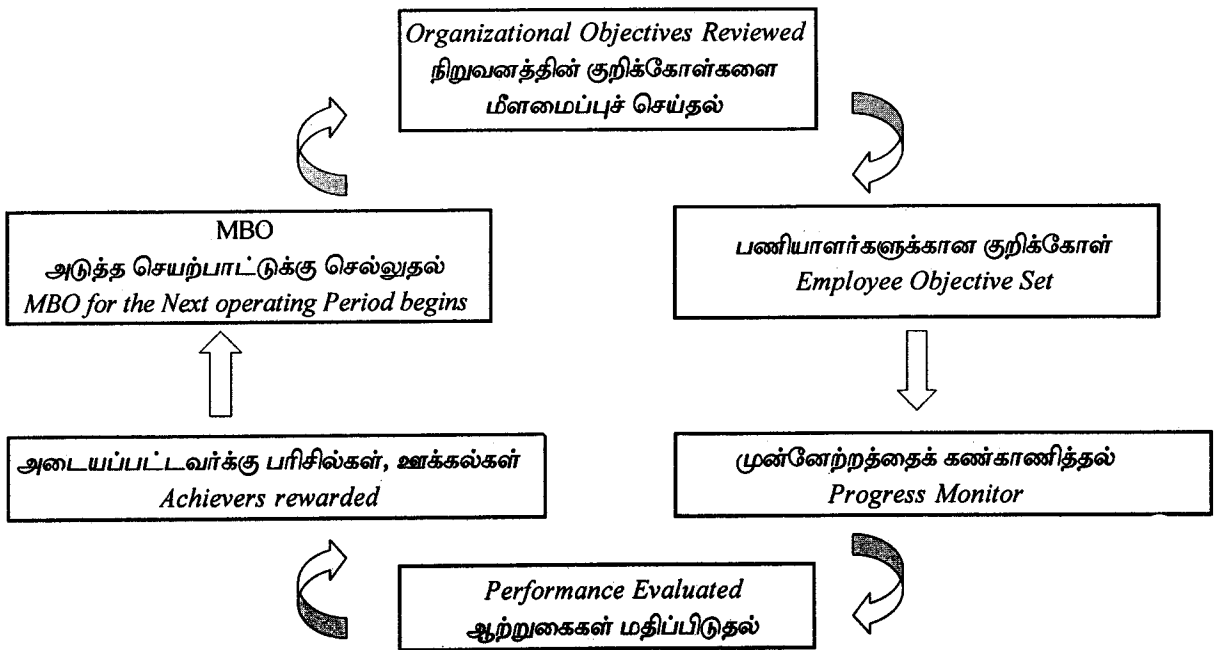 Organizational Objectives Reviewed
நிறுவனத்தின் குறிக்கோள்களை
மீளமைப்புச் செய்தல்
MBO
அடுத்த செயற்பாட்டுக்கு செல்லுதல்
MBO for the Next operating Period begins
பணியாளர்களுக்கான குறிக்கோள்
Employee Objective Set
அடையப்பட்டவர்க்கு பரிசில்கள், ஊக்கல்கள்
Achievers rewarded
முன்னேற்றத்தைக் கண்காணித்தல்
Progress Monitor
Performance Evaluated
ஆற்றுகைகள் மதிப்பிடுதல்